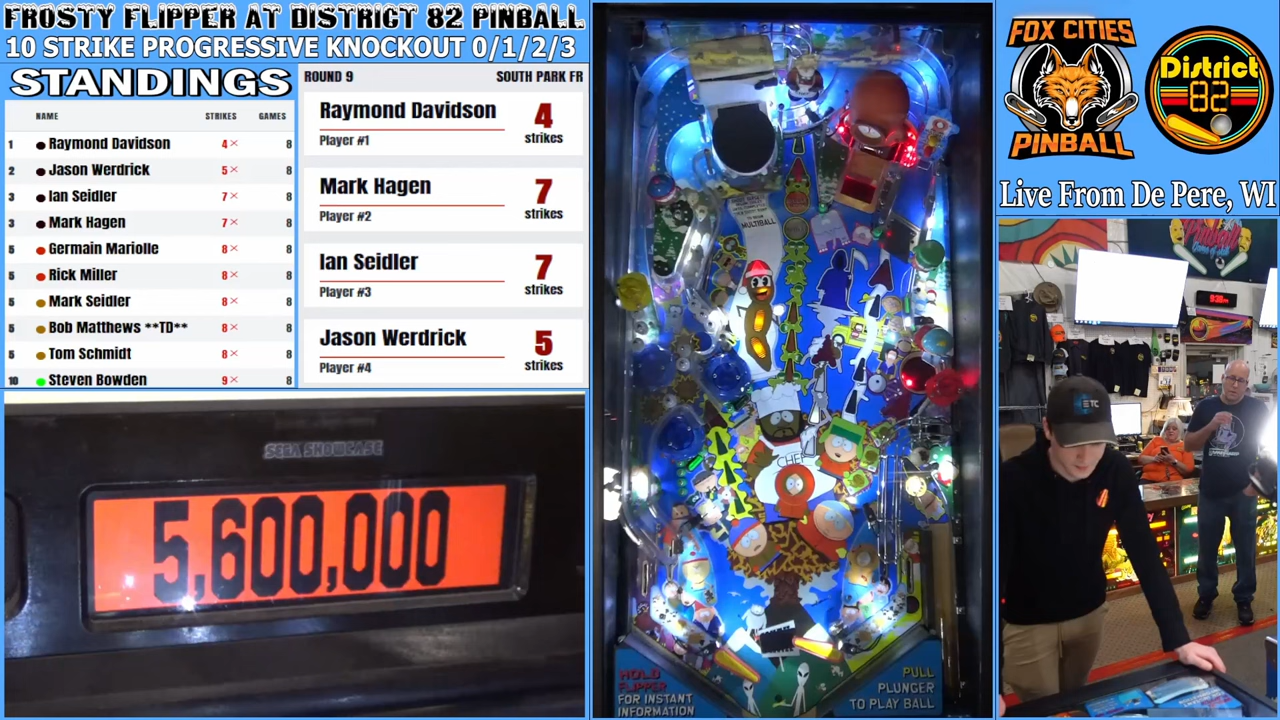 FROSTY FLIPPER AT DISTRICT 82 PINBALL
10 STRIKE PROGRESSIVE KNOCKOUT 0/1/2/3
STANDINGS
NAME STRIKES GAMES
1 Raymond Davidson 4× 8
2 Jason Werdrick 5× 8
3 Ian Seidler 7× 8
3 Mark Hagen 7× 8
5 Germain Mariolle 8× 8
5 Rick Miller 8× 8
5 Mark Seidler 8× 8
5 Bob Matthews **TD** 8× 8
5 Tom Schmidt 8× 8
10 Steven Bowden 9× 8
ROUND 9 SOUTH PARK FR
Raymond Davidson
Player #1
4
strikes
Mark Hagen
Player #2
7
strikes
Ian Seidler
Player #3
7
strikes
Jason Werdrick
Player #4
5
strikes
SEGA SHOWCASE
5,600,000
MULTIBALL
CHEF
HOLD
FLIPPER
FOR INSTANT
INFORMATION
PULL
PLUNGER
TO PLAY BALL
FOX CITIES
PINBALL
District
82
Live From De Pere, WI
Pinball
ETC